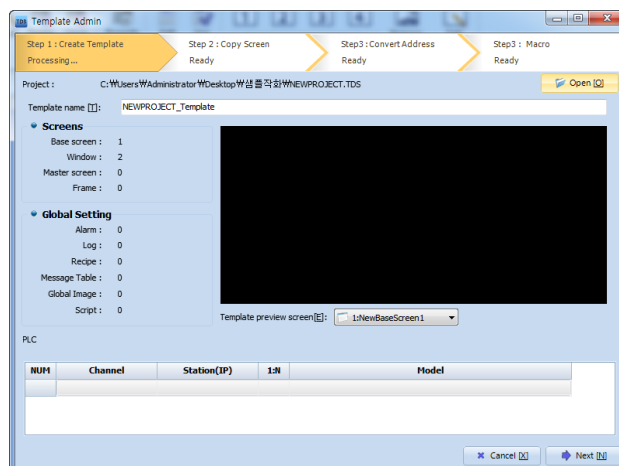 TDS Template Admin
Step 1 : Create Template
Processing...
Step 2 : Copy Screen
Ready
Step3 : Convert Address
Ready
Step3 : Macro
Ready
Project : C:₩Users₩Administrator₩Desktop₩샘플작화₩NEWPROJECT.TDS
Open [O]
Template name [T]: NEWPROJECT_Template
Screens
Base screen : 1
Window : 2
Master screen : 0
Frame : 0
Global Setting
Alarm : 0
Log : 0
Recipe : 0
Message Table : 0
Global Image : 0
Script : 0
Template preview screen[E]: 1:NewBaseScreen1
PLC
NUM Channel Station(IP) 1:N Model
Cancel [X] Next [N]